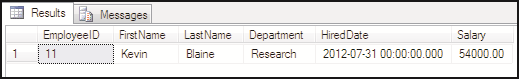 Results Messages
EmployeeID FirstName LastName Department HiredDate Salary
1 11 Kevin Blaine Research 2012-07-31 00:00:00.000 54000.00